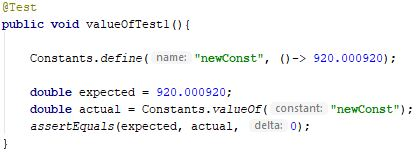 @Test
public void valueOfTest1(){
Constants.define( name: "newConst", ()-> 920.000920);
double expected = 920.000920;
double actual = Constants.valueOf( constant: "newConst");
assertEquals(expected, actual, delta: 0);
}